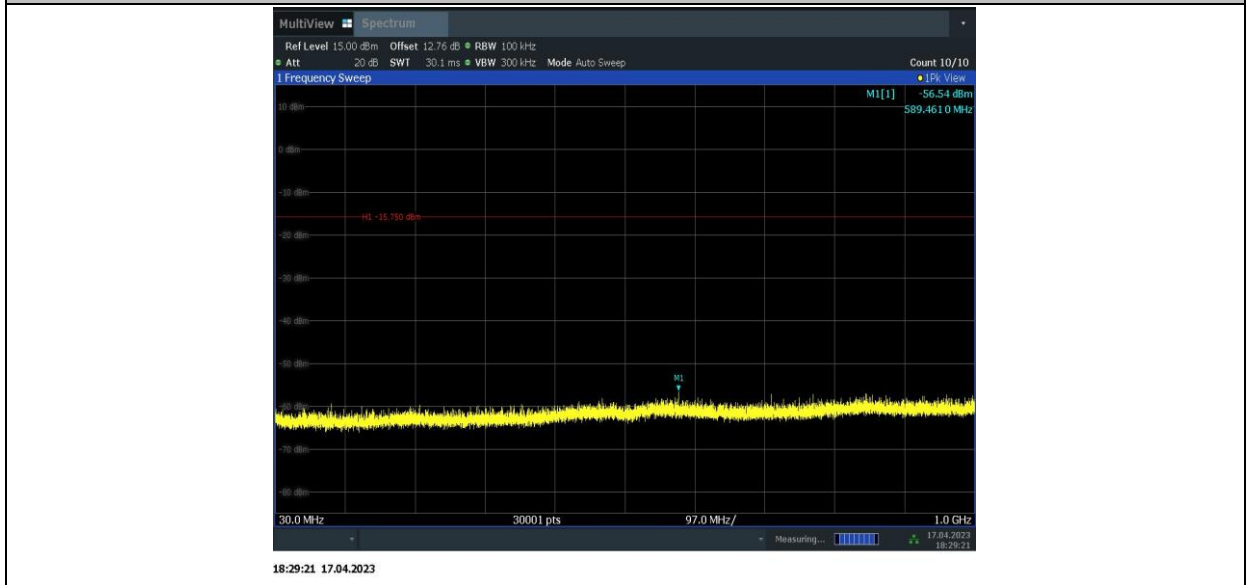 MultiView Spectrum
Ref Level 15.00 dBm Offset 12.76 dB RBW 100 kHz
Att 20 dB SWT 30.1 ms VBW 300 kHz Mode Auto Sweep Count 10/10
1 Frequency Sweep 1Pk View
M1[1] -56.54 dBm
10 dBm 589.4610 MHz
0 dBm
-10 dBm
H1 -15.750 dBm
-20 dBm
-30 dBm
-40 dBm
-50 dBm
M1
-60 dBm
-70 dBm
-80 dBm
30.0 MHz 30001 pts 97.0 MHz/ 1.0 GHz
Measuring... 17.04.2023
18:29:21
18:29:21 17.04.2023